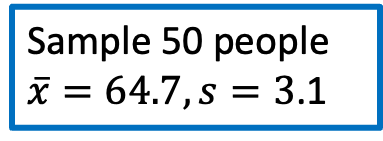 Sample 50 people
x̄ = 64.7, s = 3.1